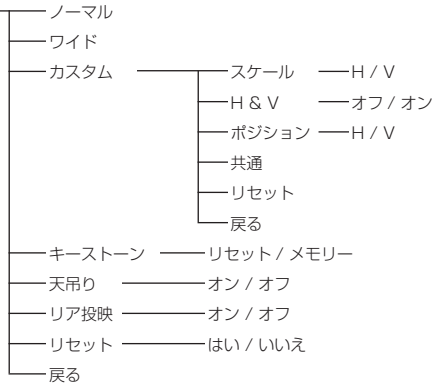 ノーマル
ワイド
カスタム スケール H / V
H & V オフ / オン
ポジション H / V
共通
リセット
戻る
キーストーン リセット / メモリー
天吊り オン / オフ
リア投映 オン / オフ
リセット はい / いいえ
戻る